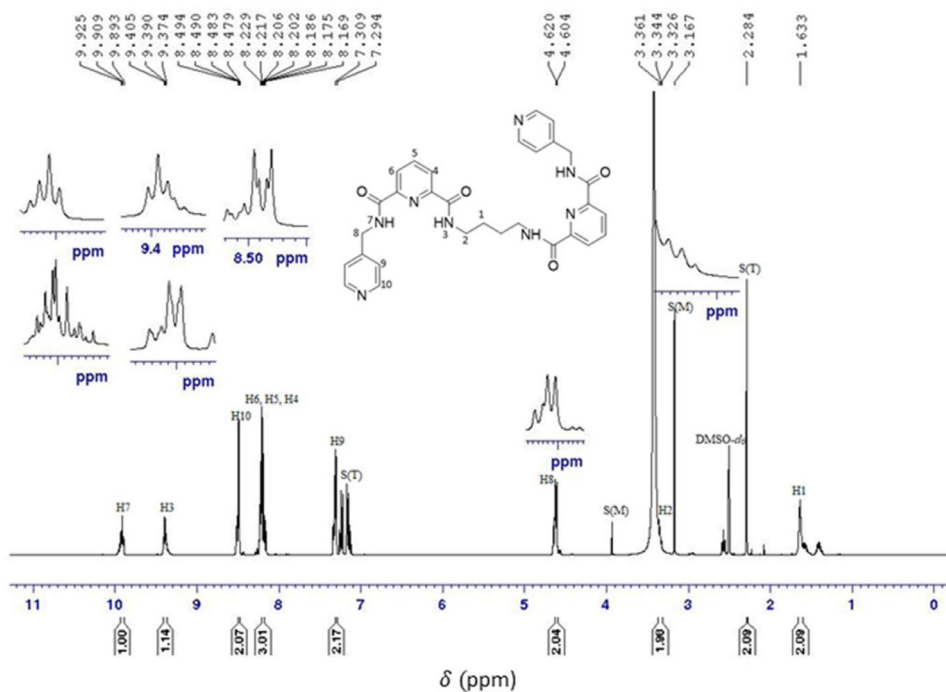 9.925
9.909
9.893
9.405
9.390
9.374
8.494
8.490
8.483
8.479
8.229
8.217
8.206
8.202
8.186
8.175
8.169
7.309
7.294
4.620
4.604
3.361
3.344
3.326
3.167
2.284
1.633
ppm
9.4 ppm
8.50 ppm
ppm
ppm
ppm
ppm
N
5
6
4
N
O
O
NH
7
8
9
10
N
NH
3
1
2
NH
O
N
O
NH
H7
H3
H10
H6, H5, H4
H9
S(T)
H8
S(M)
H2
S(M)
S(T)
DMSO-d6
H1
11 10 9 8 7 6 5 4 3 2 1 0
1.00 1.14 2.07 3.01 2.17 2.04 1.98 2.09 2.09
δ (ppm)